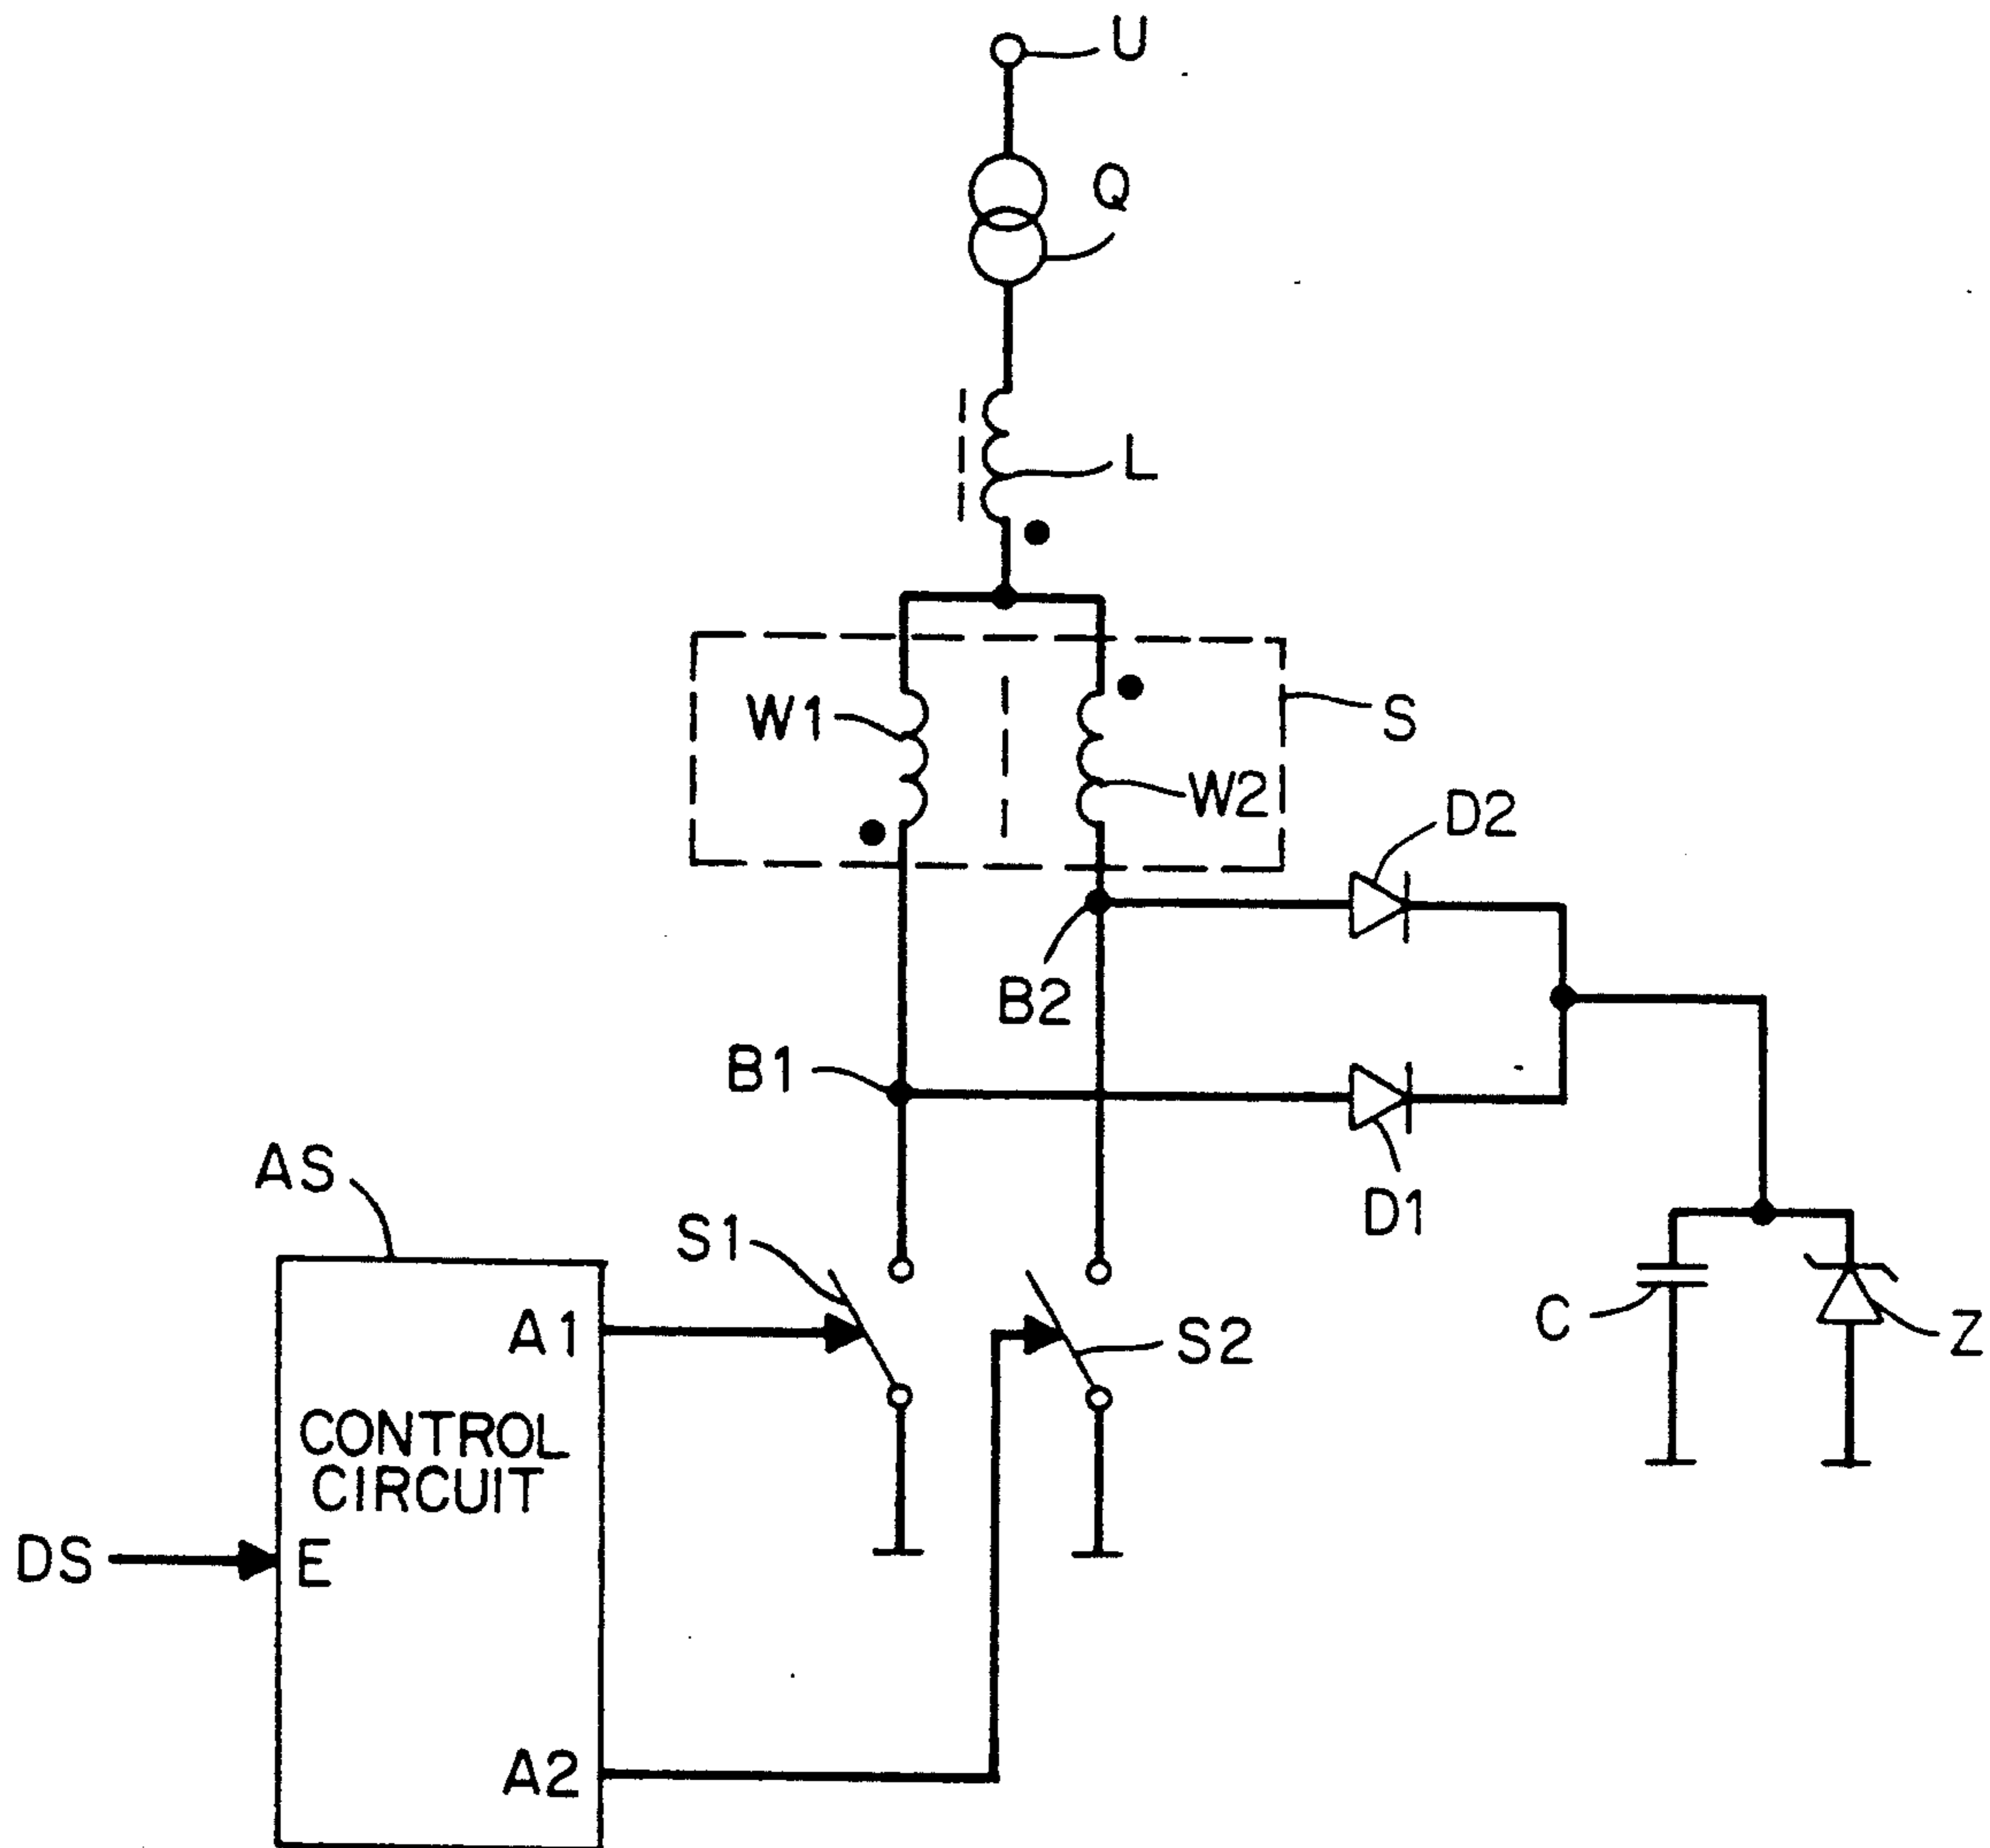 U
Q
L
W1
S
W2
D2
B2
B1
D1
AS
S1
A1
S2
C
Z
CONTROL
CIRCUIT
DS
E
A2